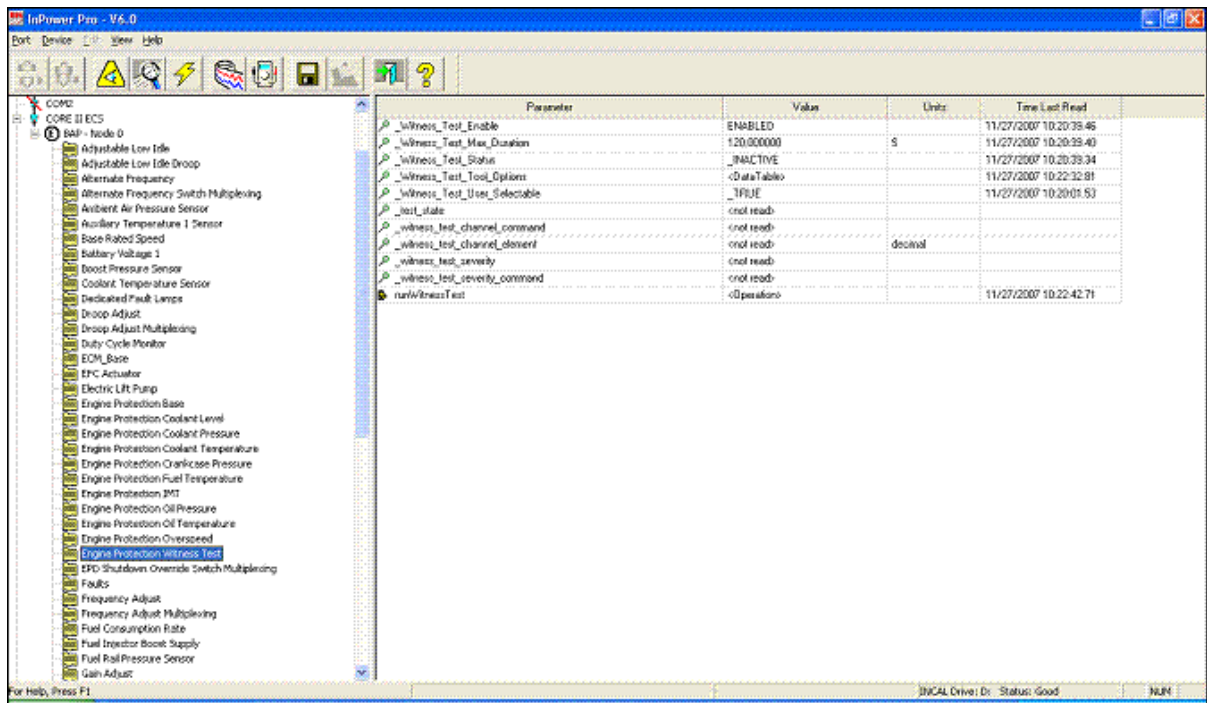 InPower Pro - V6.0
Port Device Edit View Help
COM2
CORE II ECS
BAP - Node 0
Adjustable Low Idle
Adjustable Low Idle Droop
Alternate Frequency
Alternate Frequency Switch Multiplexing
Ambient Air Pressure Sensor
Auxiliary Temperature 1 Sensor
Base Rated Speed
Battery Voltage 1
Boost Pressure Sensor
Coolant Temperature Sensor
Dedicated Fault Lamps
Droop Adjust
Droop Adjust Multiplexing
Duty Cycle Monitor
ECM_Base
EFC Actuator
Electric Lift Pump
Engine Protection Base
Engine Protection Coolant Level
Engine Protection Coolant Pressure
Engine Protection Coolant Temperature
Engine Protection Crankcase Pressure
Engine Protection Fuel Temperature
Engine Protection IMT
Engine Protection Oil Pressure
Engine Protection Oil Temperature
Engine Protection Overspeed
Engine Protection Witness Test
EPD Shutdown Override Switch Multiplexing
Faults
Frequency Adjust
Frequency Adjust Multiplexing
Fuel Consumption Rate
Fuel Injector Boost Supply
Fuel Rail Pressure Sensor
Gain Adjust
Parameter Value Units Time Last Read
_Witness_Test_Enable ENABLED 11/27/2007 10:20:39.46
_Witness_Test_Max_Duration 120.000000 S 11/27/2007 10:20:39.40
_Witness_Test_Status _INACTIVE 11/27/2007 10:20:39.34
_Witness_Test_Tool_Options <DataTable> 11/27/2007 10:22:32.81
_Witness_Test_User_Selectable _TRUE 11/27/2007 10:20:01.53
_test_state <not read>
_witness_test_channel_command <not read>
_witness_test_channel_element <not read> decimal
_witness_test_severity <not read>
_witness_test_severity_command <not read>
runWitnessTest <Operation> 11/27/2007 10:22:42.71
For Help, Press F1 INCAL Drive: D: Status: Good NUM